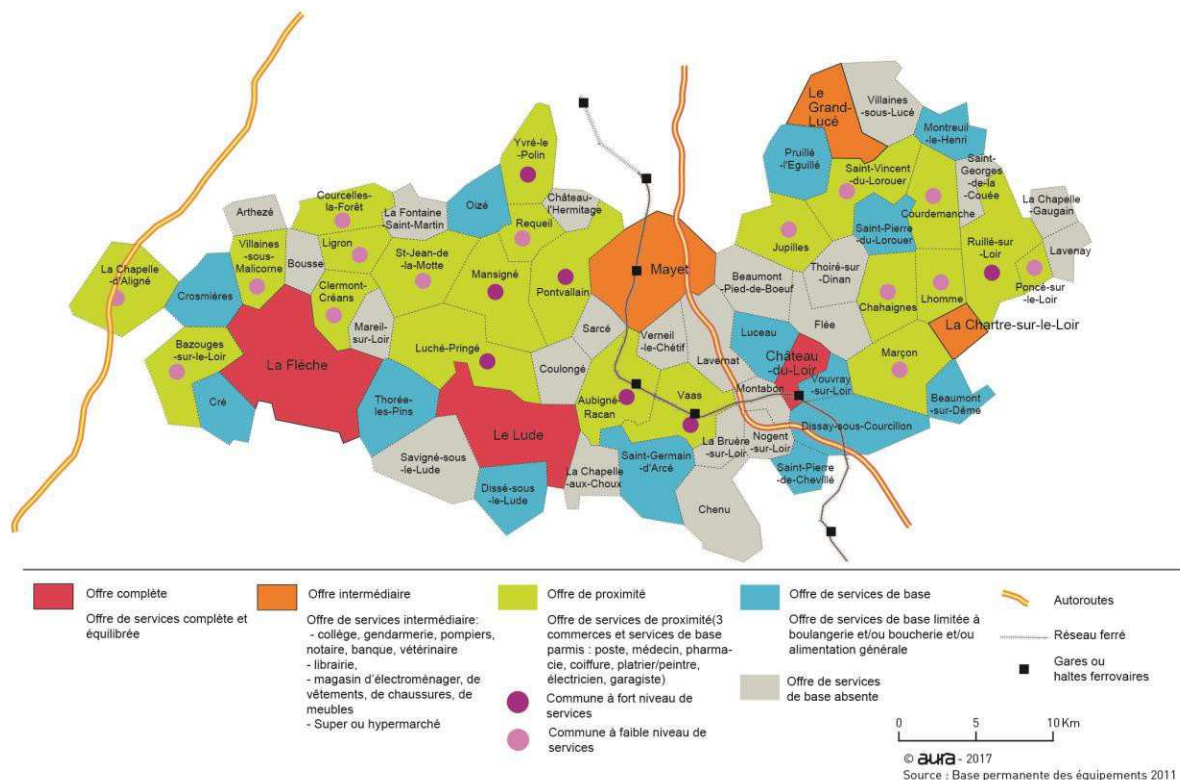 Le
Grand-
Lucé
Villaines
-sous-Lucé
Montreuil
-le-Henri
Pruillé
-l'Eguillé
Saint-
Georges
-de-la
-Couée
Saint-Vincent
-du-Lorouer
La Chapelle
-Gaugain
Yvré-le
-Polin
Château-
l'Hermitage
Courcelles-
la-Forêt
Arthezé
La Fontaine
Saint-Martin
Oizé
Requeil
Courdemanche
Saint-Pierre
-du-Lorouer
Jupilles
Ruillé-sur
-Loir
Lavenay
Villaines
-sous-
Malicorne
Ligron
Bousse
St-Jean-de
-la-Motte
Mansigné
Pontvallain
Mayet
Beaumont
-Pied-de-Boeuf
Thoiré-sur
-Dinan
La Chapelle
-d'Aligné
Crosmières
Clermont-
Créans
Chahaignes
Lhomme
Poncé-sur
-le-Loir
Mareil-
sur-Loir
Sarcé
Verneil
-le-Chétif
Luceau
Flée
La Chartre-sur-le-Loir
Bazouges
-sur-le-Loir
La Flèche
Luché-Pringé
Coulongé
Lavernat
Château
-du-Loir
Marçon
Cré
Thorée
-les-Pins
Le Lude
Aubigné-
Racan
Vaas
Montabon
Vouvray
-sur-Loir
Beaumont
-sur-Dême
Dissay-sous-Courcillon
Savigné-sous
-le-Lude
Saint-Germain
-d'Arcé
La Bruère
-sur-Loir
Nogent
-sur-Loir
La Chapelle
-aux-Choux
Saint-Pierre
-de-Chevillé
Dissé-sous
-le-Lude
Chenu
Offre complète
Offre de services complète et
équilibrée
Offre intermédiaire
Offre de services intermédiaire:
- collège, gendarmerie, pompiers,
notaire, banque, vétérinaire
- librairie,
- magasin d'électroménager, de
vêtements, de chaussures, de
meubles
- Super ou hypermarché
Offre de proximité
Offre de services de proximité(3
commerces et services de base
parmis : poste, médecin, pharma-
cie, coiffure, platrier/peintre,
électricien, garagiste)
Commune à fort niveau de
services
Commune à faible niveau de
services
Offre de services de base
Offre de services de base limitée à
boulangerie et/ou boucherie et/ou
alimentation générale
Offre de services
de base absente
Autoroutes
Réseau ferré
Gares ou
haltes ferrovaires
0 5 10 Km
© aura - 2017
Source : Base permanente des équipements 2011